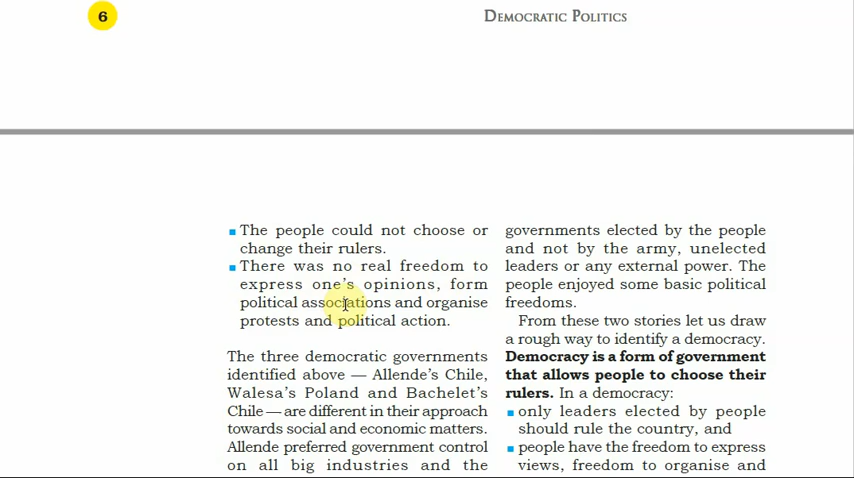 6
DEMOCRATIC POLITICS
▪ The people could not choose or
change their rulers.
▪ There was no real freedom to
express one's opinions, form
political associations and organise
protests and political action.
The three democratic governments
identified above — Allende's Chile,
Walesa's Poland and Bachelet's
Chile — are different in their approach
towards social and economic matters.
Allende preferred government control
on all big industries and the
governments elected by the people
and not by the army, unelected
leaders or any external power. The
people enjoyed some basic political
freedoms.
From these two stories let us draw
a rough way to identify a democracy.
Democracy is a form of government
that allows people to choose their
rulers. In a democracy:
▪ only leaders elected by people
should rule the country, and
▪ people have the freedom to express
views, freedom to organise and